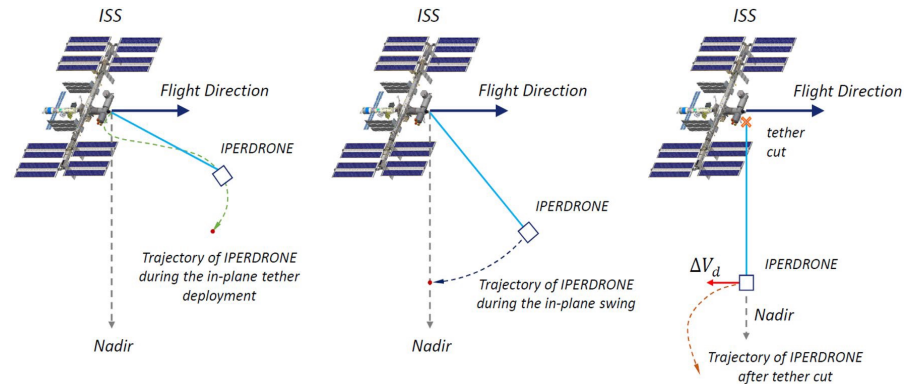 ISS
Flight Direction
IPERDRONE
Trajectory of IPERDRONE
during the in-plane tether
deployment
Nadir
ISS
Flight Direction
IPERDRONE
Trajectory of IPERDRONE
during the in-plane swing
Nadir
ISS
Flight Direction
tether
cut
IPERDRONE
ΔV_d
Nadir
Trajectory of IPERDRONE
after tether cut